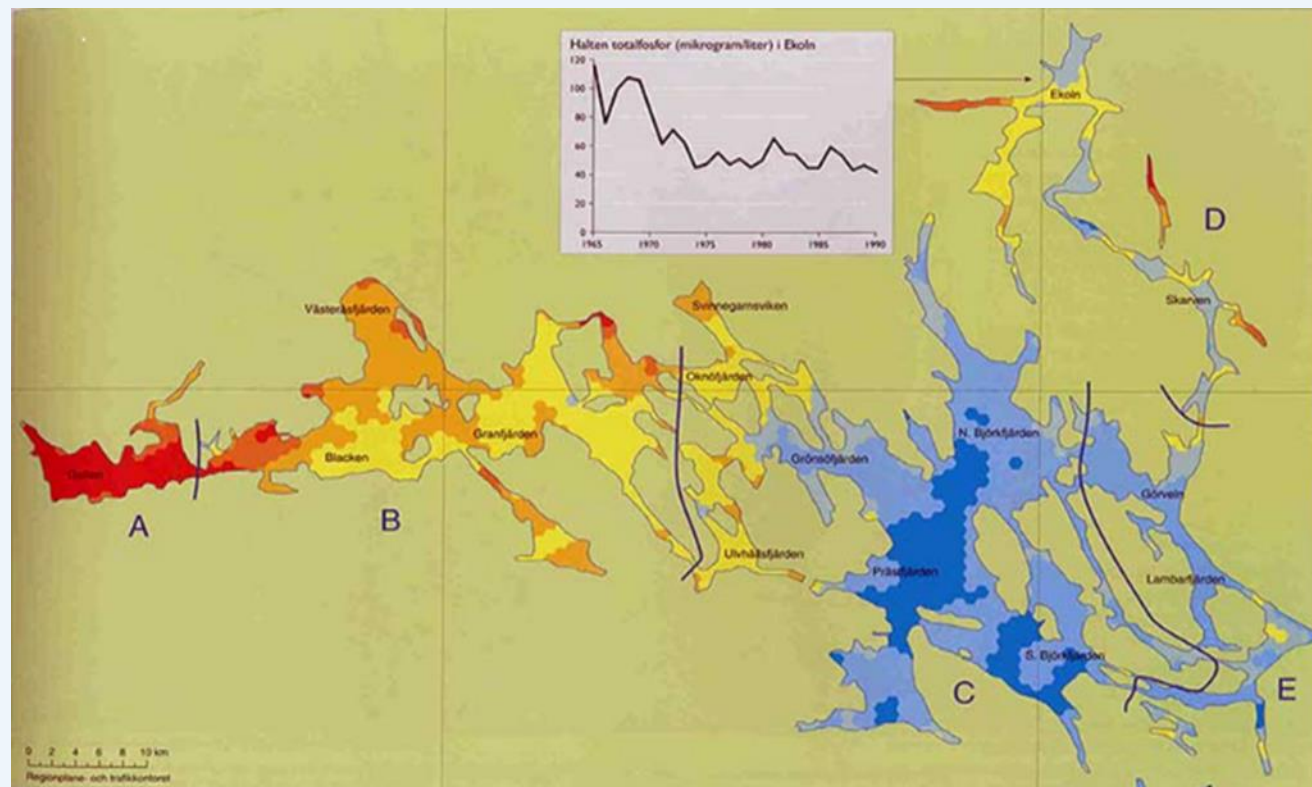 Halten totalfosfor (mikrogram/liter) i Ekoln
120
100
80
60
40
20
0
1965
1970
1975
1980
1985
1990
Ekoln
D
Skarven
Västeråsfjärden
Svinnegarnsviken
Oknöfjärden
Granfjärden
Blacken
Galten
A
B
Grönsöfjärden
N. Björkfjärden
Görveln
Ulvhällsfjärden
Prästfjärden
Lambarfjärden
S. Björkfjärden
C
E
0 2 4 6 8 10 km
Regionplane- och trafikkontoret